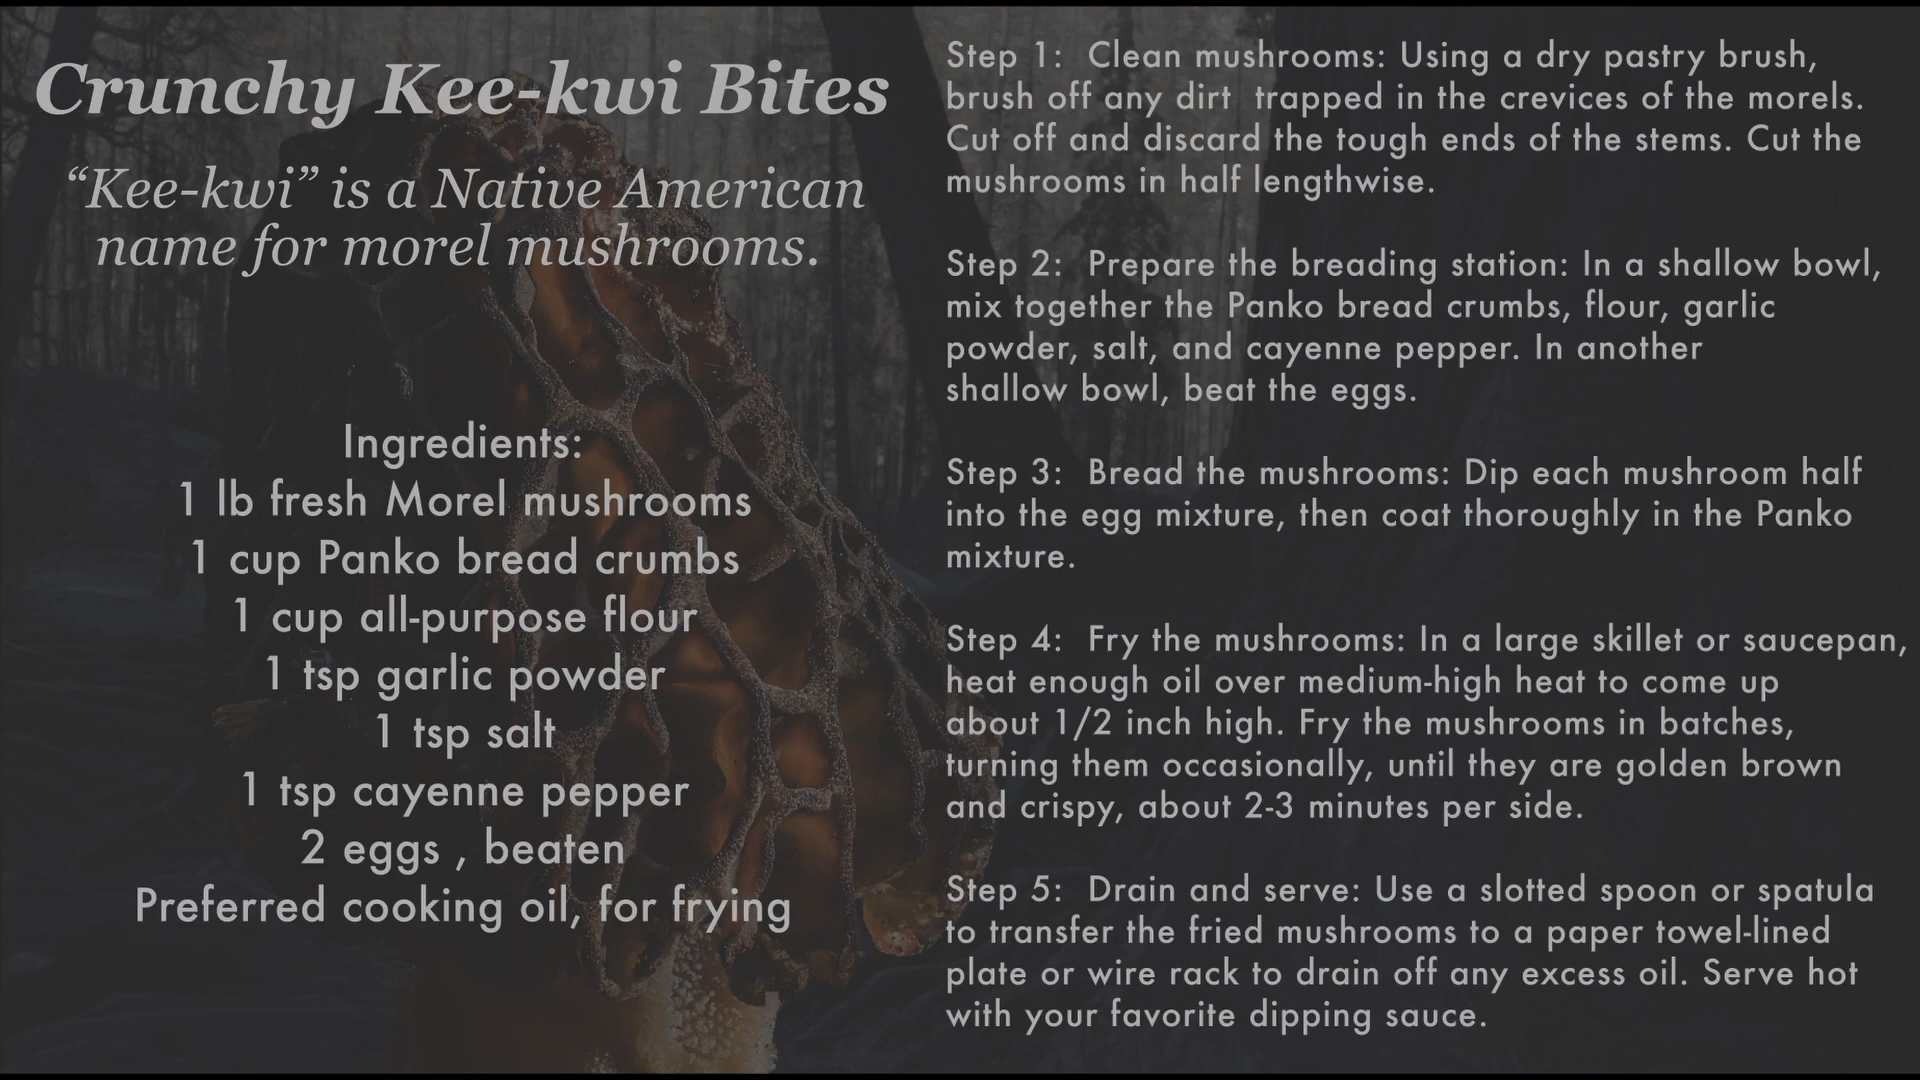 Crunchy Kee-kwi Bites
“Kee-kwi” is a Native American
name for morel mushrooms.
Ingredients:
1 lb fresh Morel mushrooms
1 cup Panko bread crumbs
1 cup all-purpose flour
1 tsp garlic powder
1 tsp salt
1 tsp cayenne pepper
2 eggs , beaten
Preferred cooking oil, for frying
Step 1:  Clean mushrooms: Using a dry pastry brush,
brush off any dirt  trapped in the crevices of the morels.
Cut off and discard the tough ends of the stems. Cut the
mushrooms in half lengthwise.
Step 2:  Prepare the breading station: In a shallow bowl,
mix together the Panko bread crumbs, flour, garlic
powder, salt, and cayenne pepper. In another
shallow bowl, beat the eggs.
Step 3:  Bread the mushrooms: Dip each mushroom half
into the egg mixture, then coat thoroughly in the Panko
mixture.
Step 4:  Fry the mushrooms: In a large skillet or saucepan,
heat enough oil over medium-high heat to come up
about 1/2 inch high. Fry the mushrooms in batches,
turning them occasionally, until they are golden brown
and crispy, about 2-3 minutes per side.
Step 5:  Drain and serve: Use a slotted spoon or spatula
to transfer the fried mushrooms to a paper towel-lined
plate or wire rack to drain off any excess oil. Serve hot
with your favorite dipping sauce.